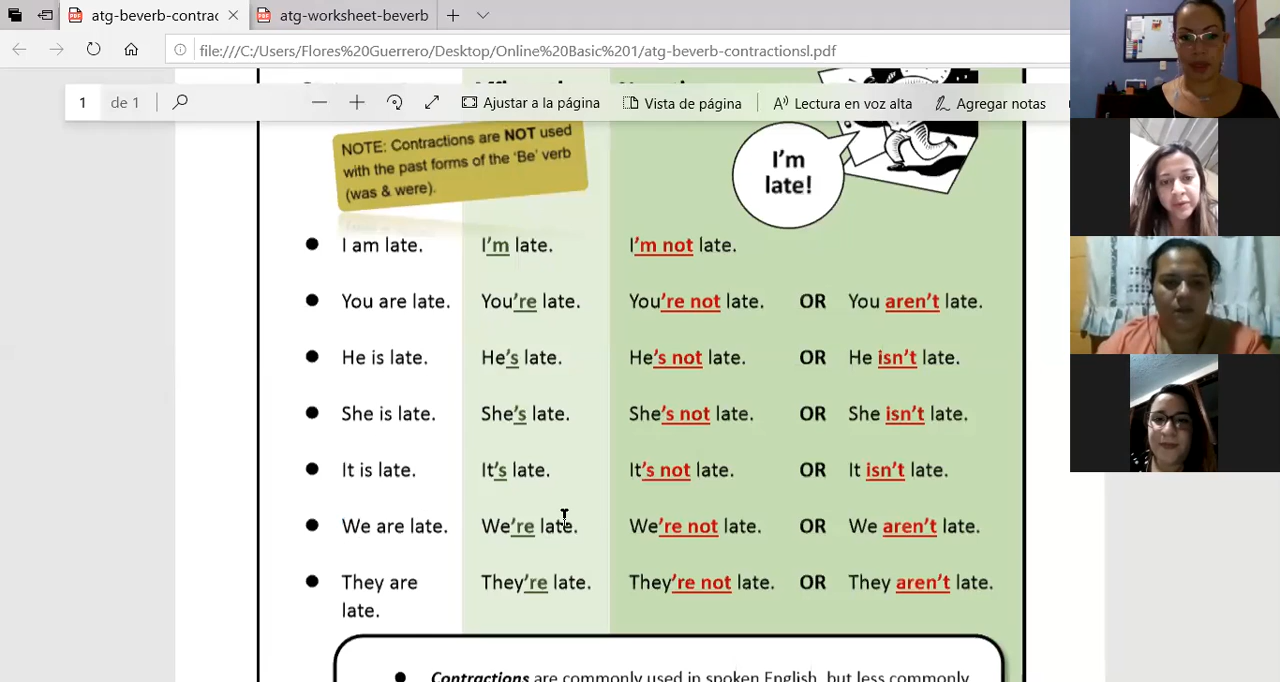 atg-beverb-contrac
atg-worksheet-beverb
file:///C:/Users/Flores%20Guerrero/Desktop/Online%20Basic%201/atg-beverb-contractionsl.pdf
1 de 1
Ajustar a la página
Vista de página
Lectura en voz alta
Agregar notas
NOTE: Contractions are NOT used
with the past forms of the 'Be' verb
(was & were).
I'm
late!
I am late. I'm late. I'm not late.
You are late. You're late. You're not late. OR You aren't late.
He is late. He's late. He's not late. OR He isn't late.
She is late. She's late. She's not late. OR She isn't late.
It is late. It's late. It's not late. OR It isn't late.
We are late. We're late. We're not late. OR We aren't late.
They are They're late. They're not late. OR They aren't late.
late.
Contractions are commonly used in spoken English, but less commonly